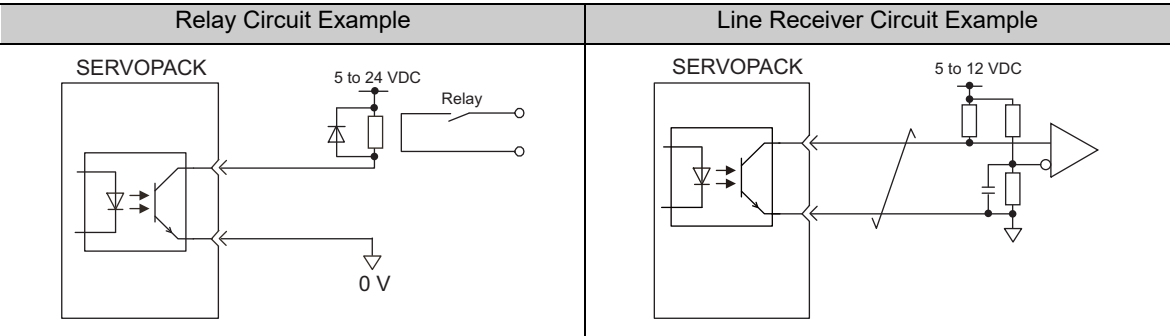 Relay Circuit Example
Line Receiver Circuit Example
SERVOPACK
5 to 24 VDC
Relay
0 V
SERVOPACK
5 to 12 VDC